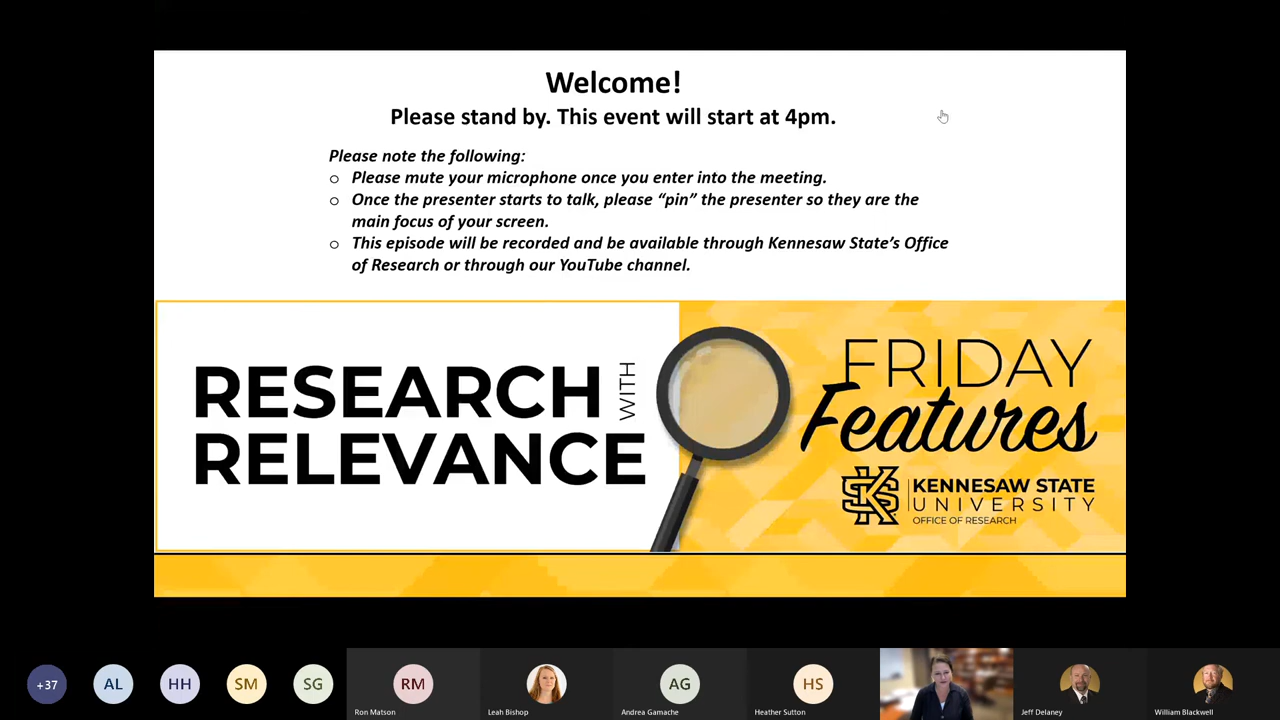 Welcome!
Please stand by. This event will start at 4pm.
Please note the following:
o Please mute your microphone once you enter into the meeting.
o Once the presenter starts to talk, please “pin” the presenter so they are the
main focus of your screen.
o This episode will be recorded and be available through Kennesaw State’s Office
of Research or through our YouTube channel.
RESEARCH WITH
RELEVANCE
FRIDAY
Features
KS
KENNESAW STATE
UNIVERSITY
OFFICE OF RESEARCH
+37
AL
HH
SM
SG
RM
AG
HS
Ron Matson
Leah Bishop
Andrea Gamache
Heather Sutton
Jeff Delaney
William Blackwell